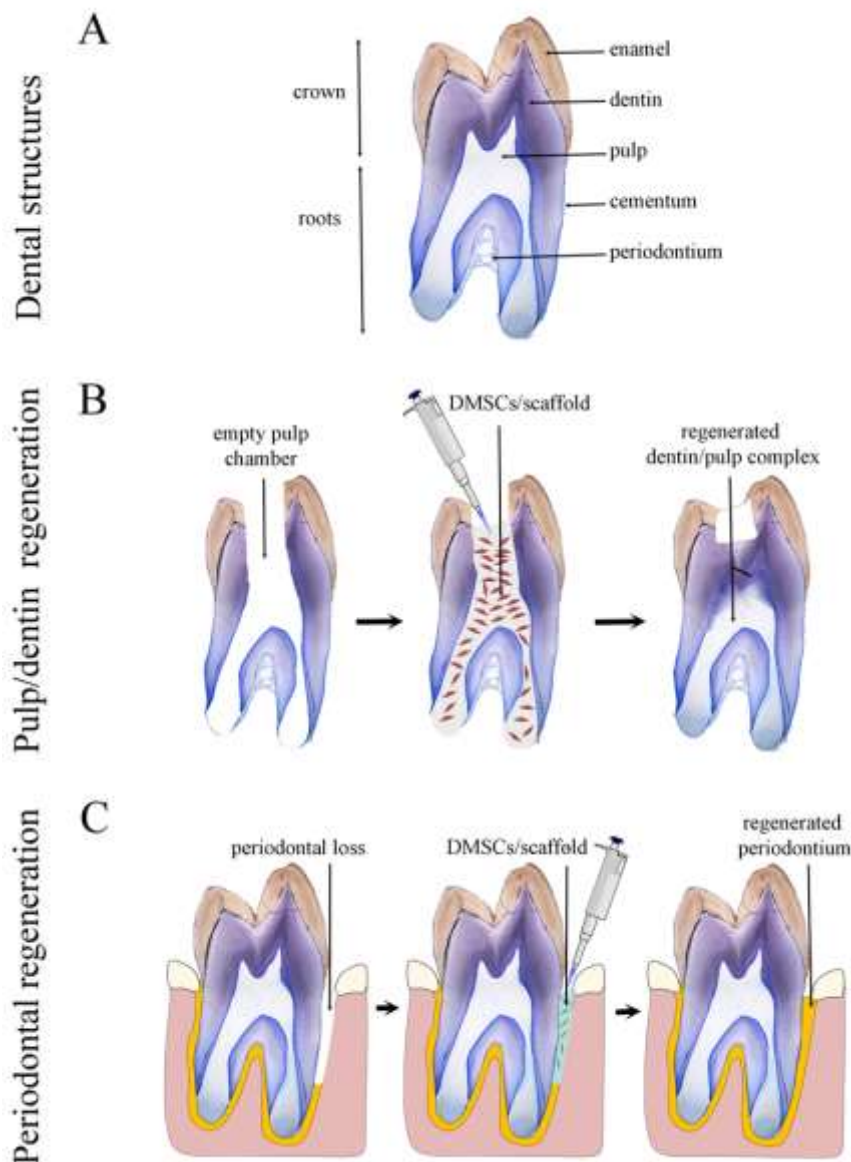 A
Dental structures
crown
roots
enamel
dentin
pulp
cementum
periodontium
B
Pulp/dentin regeneration
empty pulp
chamber
DMSCs/scaffold
regenerated
dentin/pulp complex
C
Periodontal regeneration
periodontal loss
DMSCs/scaffold
regenerated
periodontium